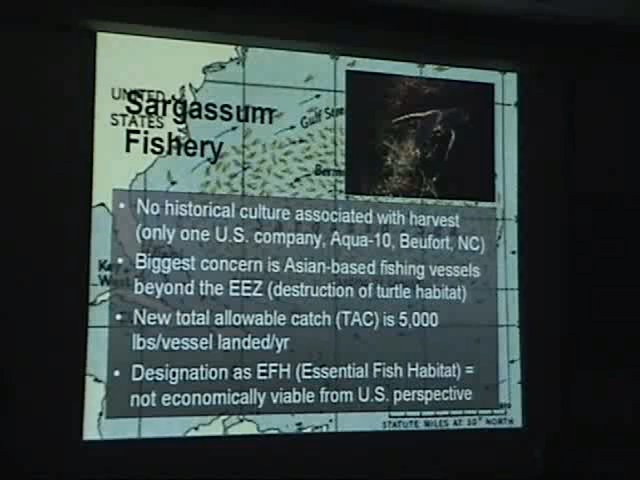 UNITED
STATES
Sargassum
Fishery
Gulf
• No historical culture associated with harvest
(only one U.S. company, Aqua-10, Beufort, NC)
• Biggest concern is Asian-based fishing vessels
beyond the EEZ (destruction of turtle habitat)
• New total allowable catch (TAC) is 5,000
lbs/vessel landed/yr
• Designation as EFH (Essential Fish Habitat) =
not economically viable from U.S. perspective
Key
West
STATUTE MILES AT 30° NORTH